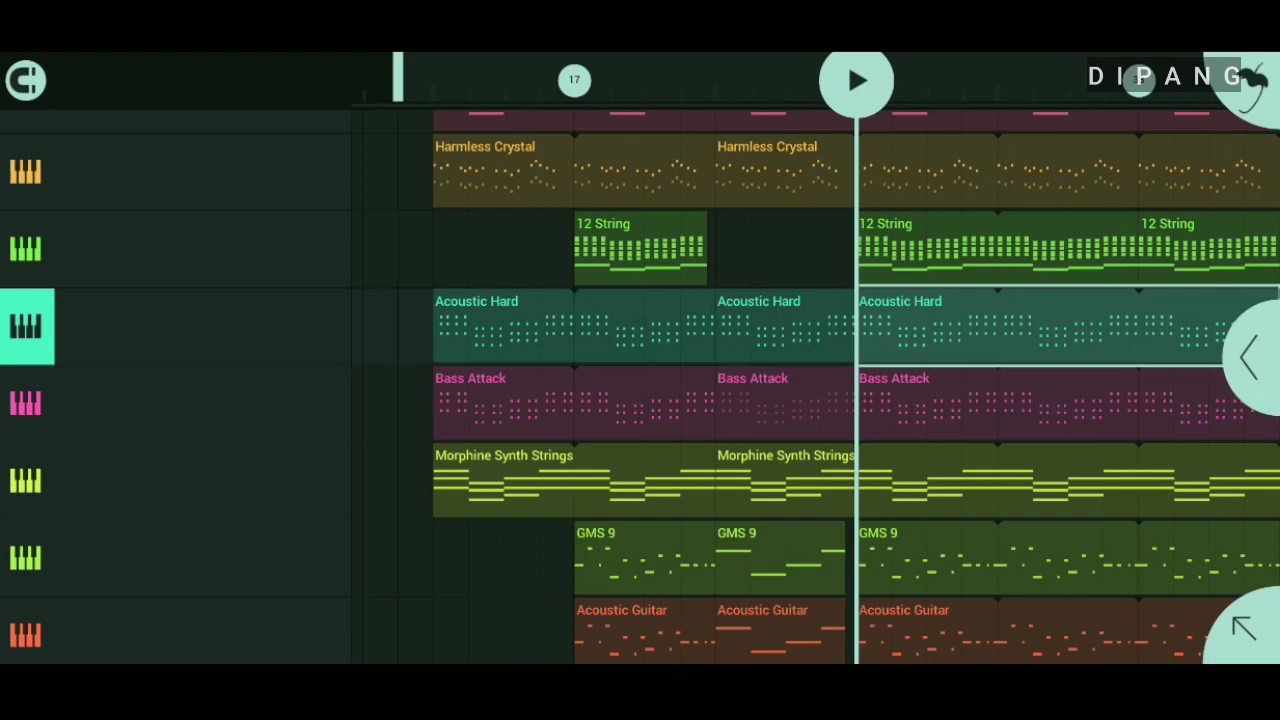 17
DIPANG
Harmless Crystal Harmless Crystal
12 String 12 String 12 String
Acoustic Hard Acoustic Hard Acoustic Hard
Bass Attack Bass Attack Bass Attack
Morphine Synth Strings Morphine Synth Strings
GMS 9 GMS 9 GMS 9
Acoustic Guitar Acoustic Guitar Acoustic Guitar